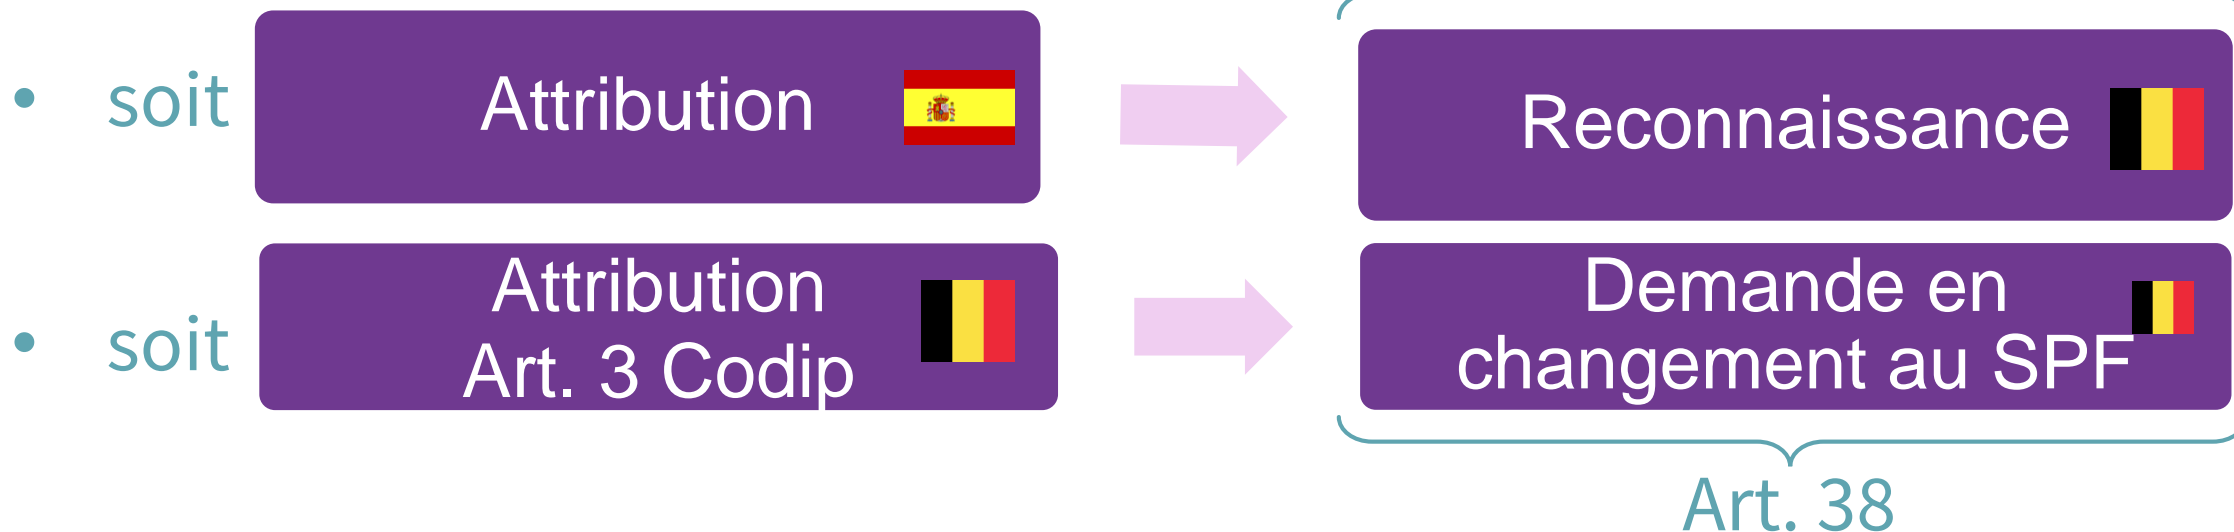 • soit Attribution Reconnaissance
• soit Attribution
Art. 3 Codip
Demande en
changement au SPF
Art. 38